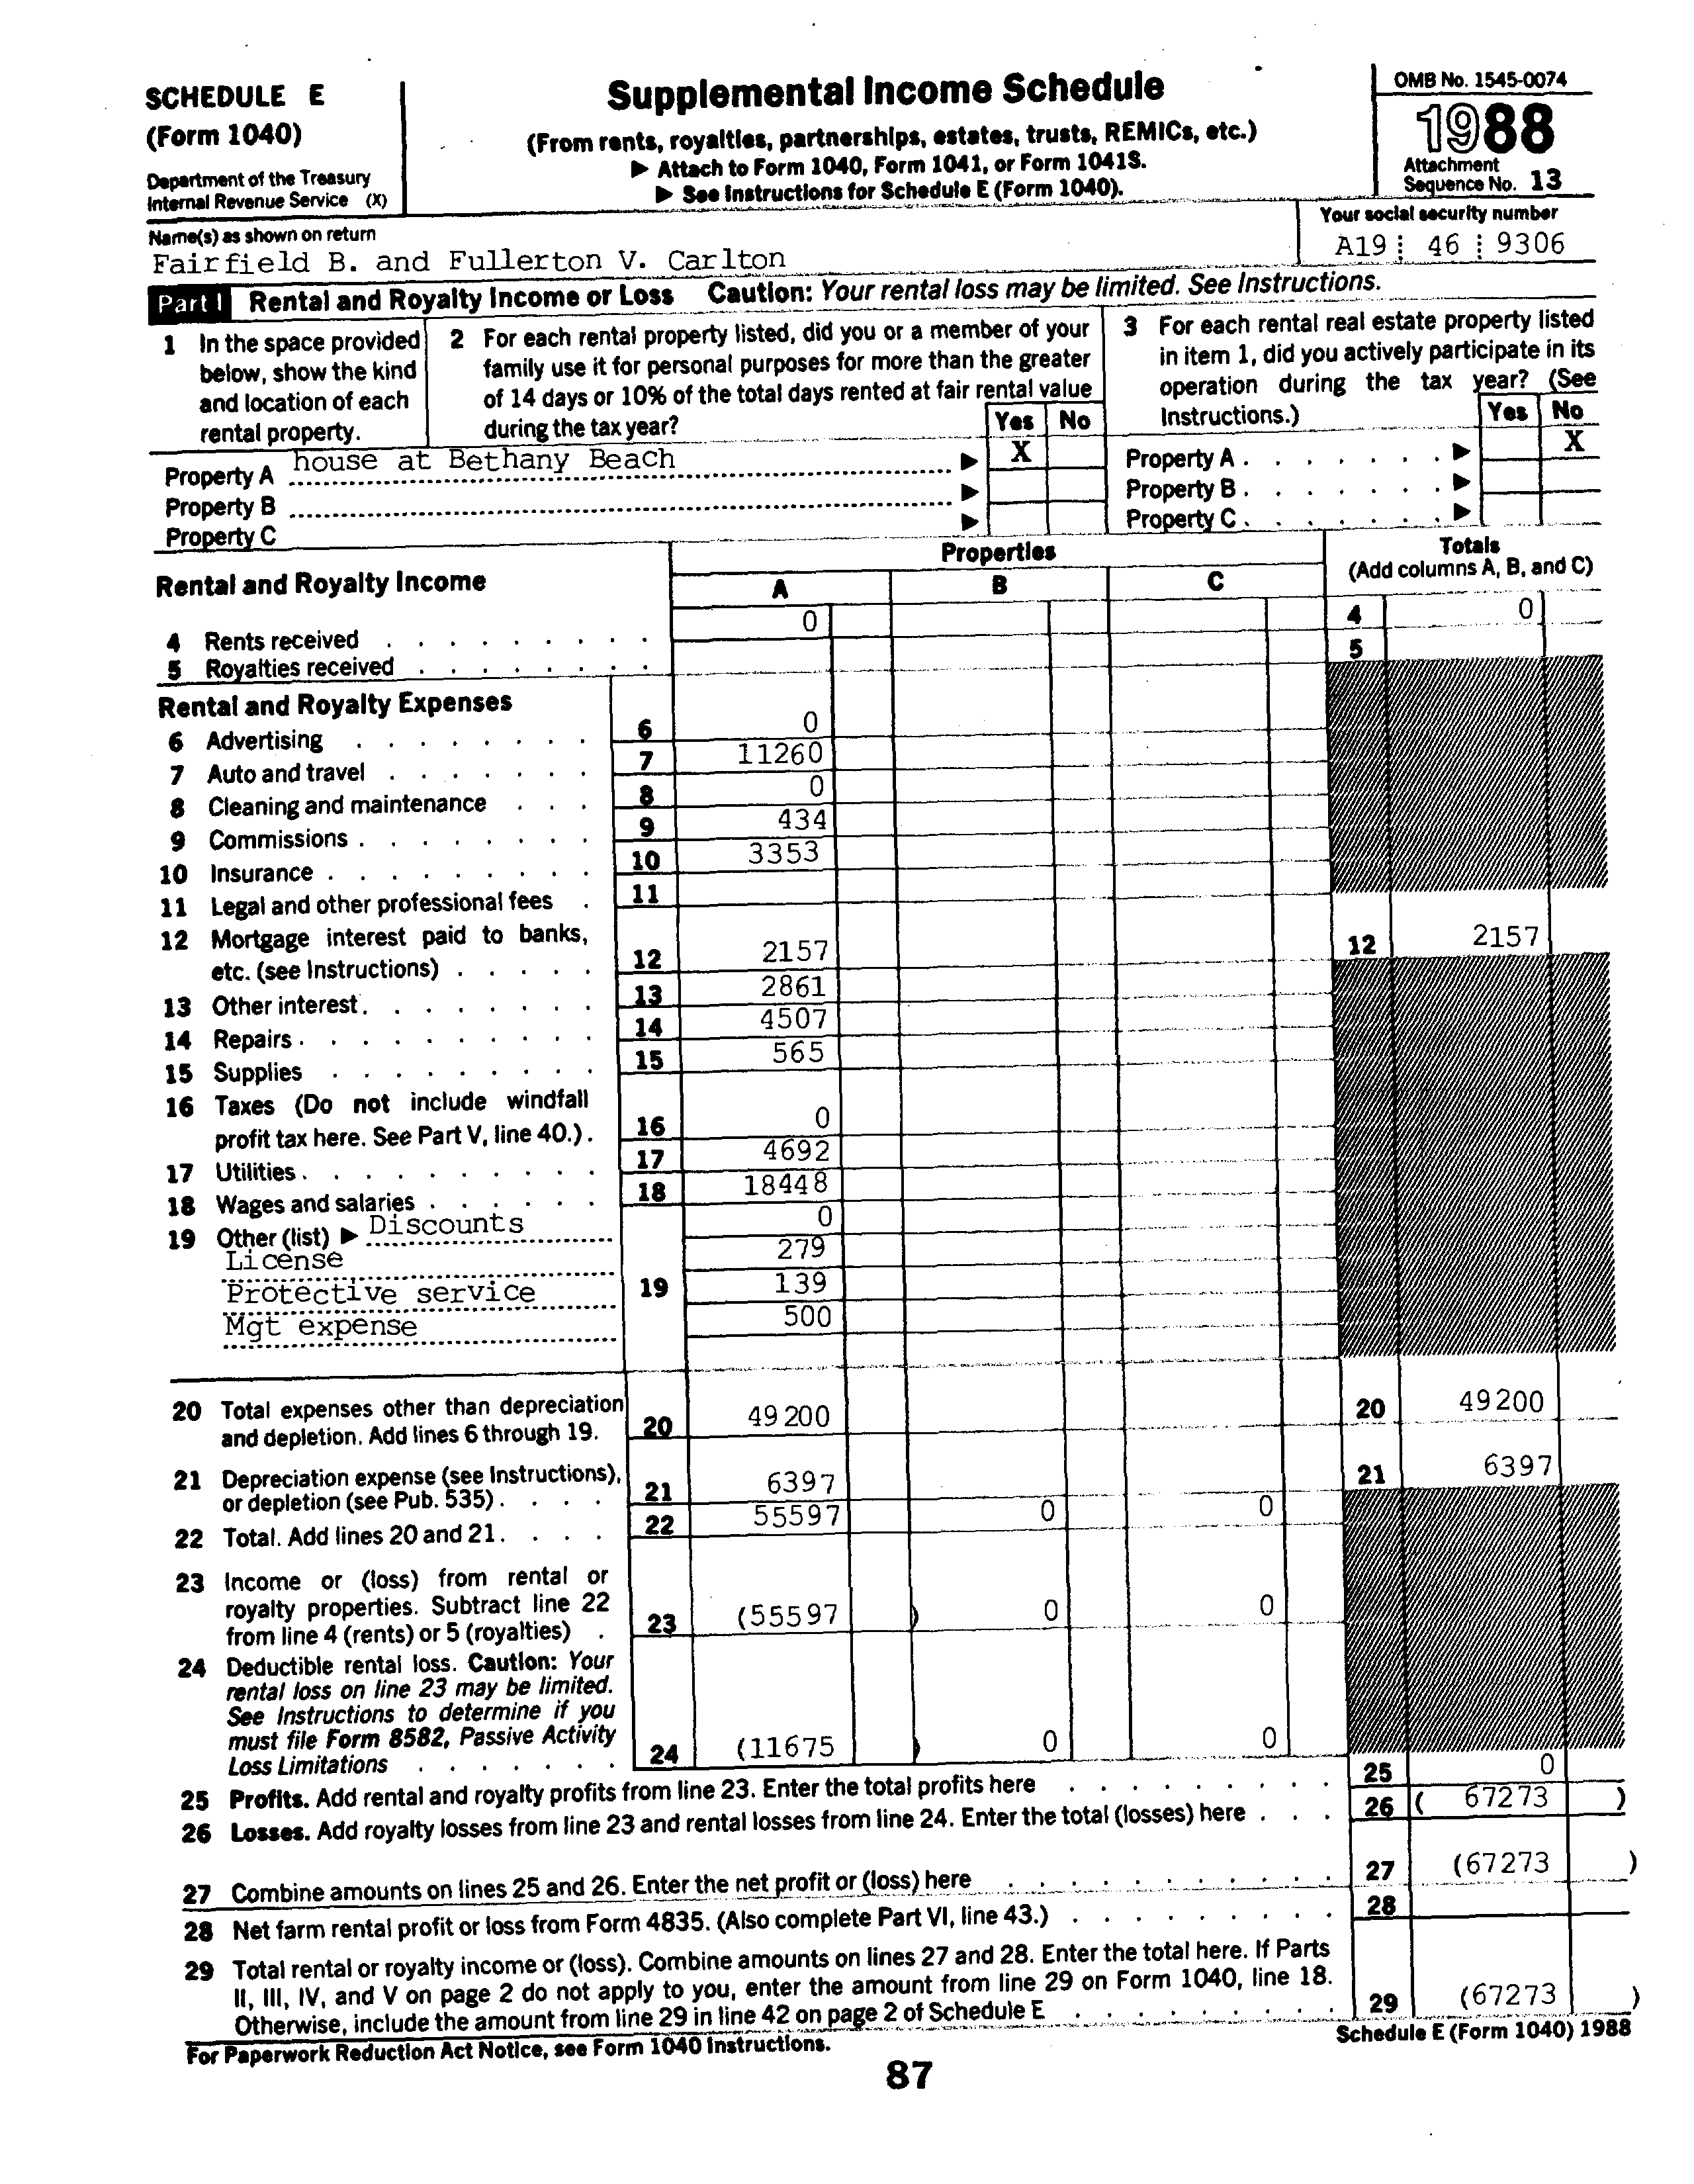 SCHEDULE E
(Form 1040)
Department of the Treasury
Internal Revenue Service (X)
Supplemental Income Schedule
(From rents, royalties, partnerships, estates, trusts, REMICs, etc.)
▶ Attach to Form 1040, Form 1041, or Form 1041S.
▶ See Instructions for Schedule E (Form 1040).
OMB No. 1545-0074
1988
Attachment
Sequence No. 13
Name(s) as shown on return
Fairfield B. and Fullerton V. Carlton
Your social security number
A19 46 9306
Part I Rental and Royalty Income or Loss Caution: Your rental loss may be limited. See Instructions.
1 In the space provided
below, show the kind
and location of each
rental property.
2 For each rental property listed, did you or a member of your
family use it for personal purposes for more than the greater
of 14 days or 10% of the total days rented at fair rental value
during the tax year?
Yes No
3 For each rental real estate property listed
in item 1, did you actively participate in its
operation during the tax year? (See
Instructions.)
Yes No
Property A house at Bethany Beach ▶ X
Property B ▶
Property C ▶
Property A . . . . . . . ▶ X
Property B . . . . . . . ▶
Property C . . . . . . . ▶
Rental and Royalty Income
Properties
A B C
Totals
(Add columns A, B, and C)
4 Rents received . . . . . . . . . 0 4 0
5 Royalties received . . . . . . . . 5
Rental and Royalty Expenses
6 Advertising . . . . . . . . 6 0
7 Auto and travel . . . . . . . 7 11260
8 Cleaning and maintenance . . . 8 0
9 Commissions . . . . . . . . 9 434
10 Insurance . . . . . . . . . 10 3353
11 Legal and other professional fees . 11
12 Mortgage interest paid to banks,
etc. (see Instructions) . . . . . 12 2157 12 2157
13 Other interest . . . . . . . . 13 2861
14 Repairs . . . . . . . . . . 14 4507
15 Supplies . . . . . . . . . 15 565
16 Taxes (Do not include windfall
profit tax here. See Part V, line 40.) . 16 0
17 Utilities . . . . . . . . . . 17 4692
18 Wages and salaries . . . . . . 18 18448
19 Other (list) ▶ Discounts 0
License 279
Protective service 19 139
Mgt expense 500
20 Total expenses other than depreciation
and depletion. Add lines 6 through 19. 20 49200 20 49200
21 Depreciation expense (see Instructions),
or depletion (see Pub. 535) . . . . 21 6397 21 6397
22 Total. Add lines 20 and 21 . . . . 22 55597 0 0
23 Income or (loss) from rental or
royalty properties. Subtract line 22
from line 4 (rents) or 5 (royalties) . 23 (55597 ) 0 0
24 Deductible rental loss. Caution: Your
rental loss on line 23 may be limited.
See Instructions to determine if you
must file Form 8582, Passive Activity
Loss Limitations . . . . . . . 24 (11675 ) 0 0
25 Profits. Add rental and royalty profits from line 23. Enter the total profits here . . . . . . . . . 25 0
26 Losses. Add royalty losses from line 23 and rental losses from line 24. Enter the total (losses) here . . . 26 ( 67273 )
27 Combine amounts on lines 25 and 26. Enter the net profit or (loss) here . . . . . . . . . . . 27 (67273 )
28 Net farm rental profit or loss from Form 4835. (Also complete Part VI, line 43.) . . . . . . . . . 28
29 Total rental or royalty income or (loss). Combine amounts on lines 27 and 28. Enter the total here. If Parts
II, III, IV, and V on page 2 do not apply to you, enter the amount from line 29 on Form 1040, line 18.
Otherwise, include the amount from line 29 in line 42 on page 2 of Schedule E . . . . . . . . . 29 (67273 )
For Paperwork Reduction Act Notice, see Form 1040 Instructions.
Schedule E (Form 1040) 1988
87